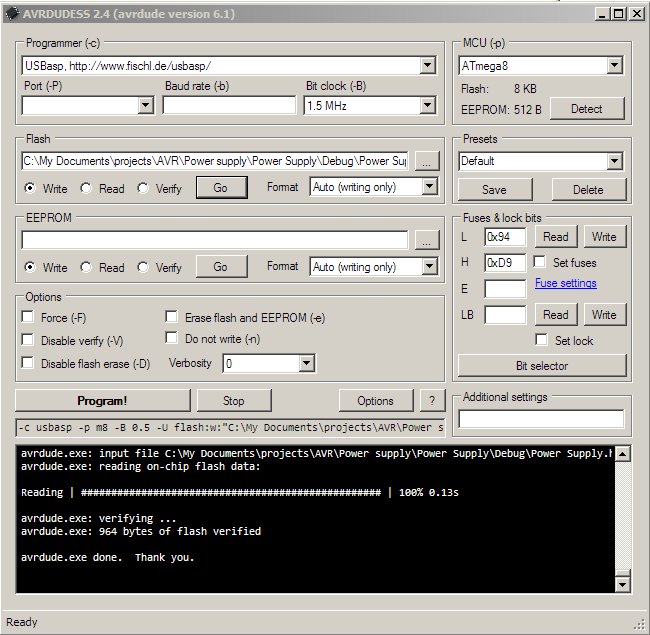 AVRDUDESS 2.4 (avrdude version 6.1)
Programmer (-c)
USBasp, http://www.fischl.de/usbasp/
Port (-P)
Baud rate (-b)
Bit clock (-B)
1.5 MHz
MCU (-p)
ATmega8
Flash: 8 KB
EEPROM: 512 B
Detect
Flash
C:\My Documents\projects\AVR\Power supply\Power Supply\Debug\Power Sup
...
Write
Read
Verify
Go
Format
Auto (writing only)
Presets
Default
Save
Delete
EEPROM
...
Write
Read
Verify
Go
Format
Auto (writing only)
Fuses & lock bits
L 0x94 Read Write
H 0xD9 Set fuses
E Fuse settings
LB Read Write
Set lock
Bit selector
Options
Force (-F)
Erase flash and EEPROM (-e)
Disable verify (-V)
Do not write (-n)
Disable flash erase (-D)
Verbosity 0
Program!
Stop
Options
?
Additional settings
-c usbasp -p m8 -B 0.5 -U flash:w:"C:\My Documents\projects\AVR\Power s
avrdude.exe: input file C:\My Documents\projects\AVR\Power supply\Power Supply\Debug\Power Supply.h
avrdude.exe: reading on-chip flash data:
Reading | ################################################## | 100% 0.13s
avrdude.exe: verifying ...
avrdude.exe: 964 bytes of flash verified
avrdude.exe done.  Thank you.
Ready